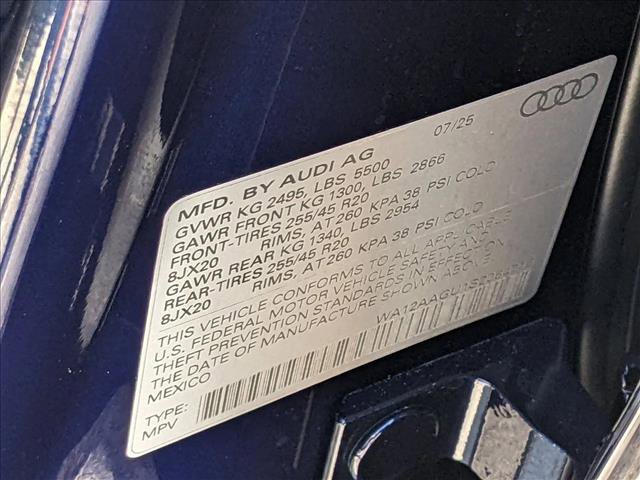 MFD. BY AUDI AG 07/25
GVWR KG 2495, LBS 5500
GAWR FRONT KG 1300, LBS 2866
FRONT-TIRES 255/45 R20
8JX20 RIMS, AT 260 KPA 38 PSI COLD
GAWR REAR KG 1340, LBS 2954
REAR-TIRES 255/45 R20
8JX20 RIMS, AT 260 KPA 38 PSI COLD
THIS VEHICLE CONFORMS TO ALL APPLICABLE
U.S. FEDERAL MOTOR VEHICLE SAFETY AND
THEFT PREVENTION STANDARDS IN EFFECT ON
THE DATE OF MANUFACTURE SHOWN ABOVE.
MEXICO
TYPE:
MPV